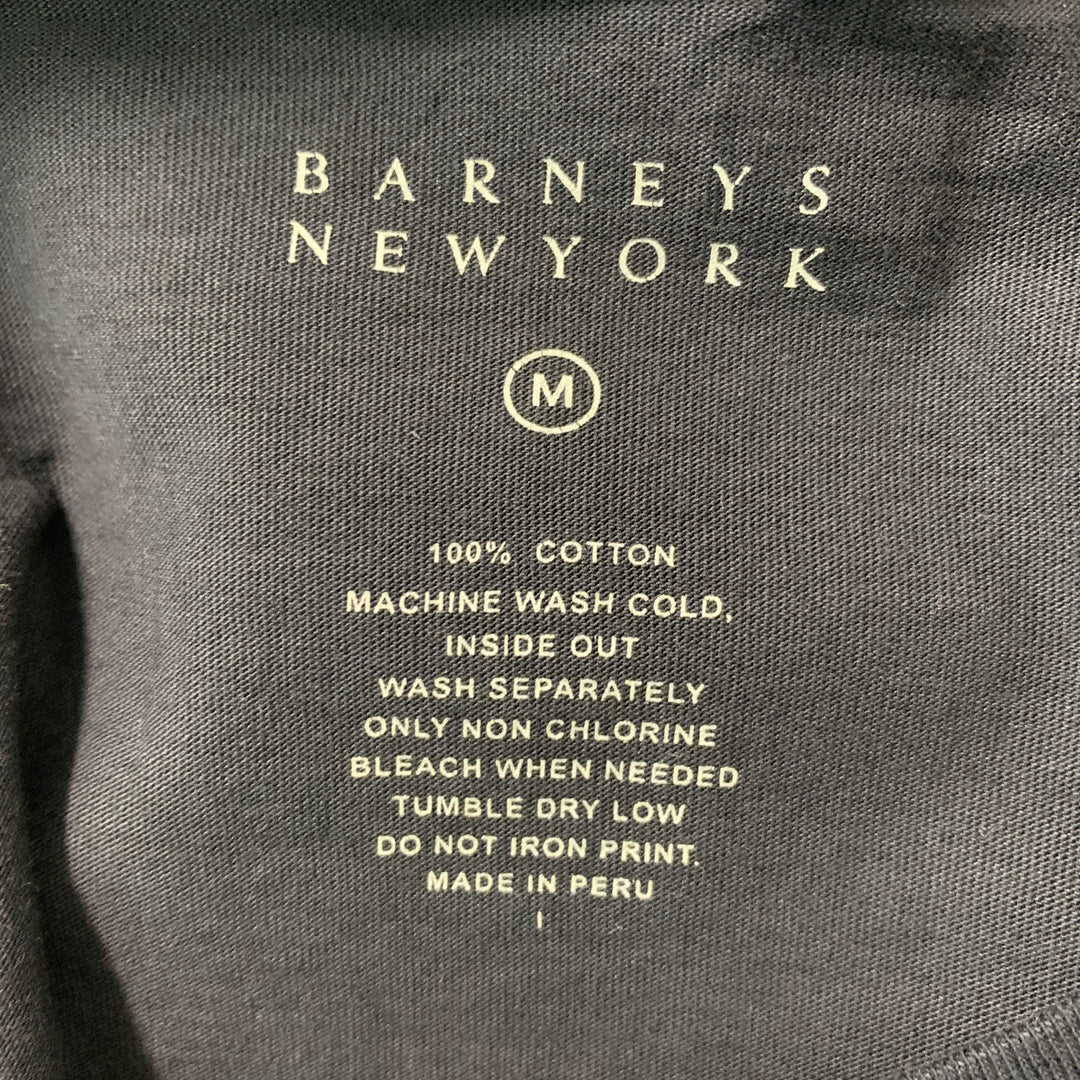 BARNEYS
NEWYORK
M
100% COTTON
MACHINE WASH COLD,
INSIDE OUT
WASH SEPARATELY
ONLY NON CHLORINE
BLEACH WHEN NEEDED
TUMBLE DRY LOW
DO NOT IRON PRINT.
MADE IN PERU
I